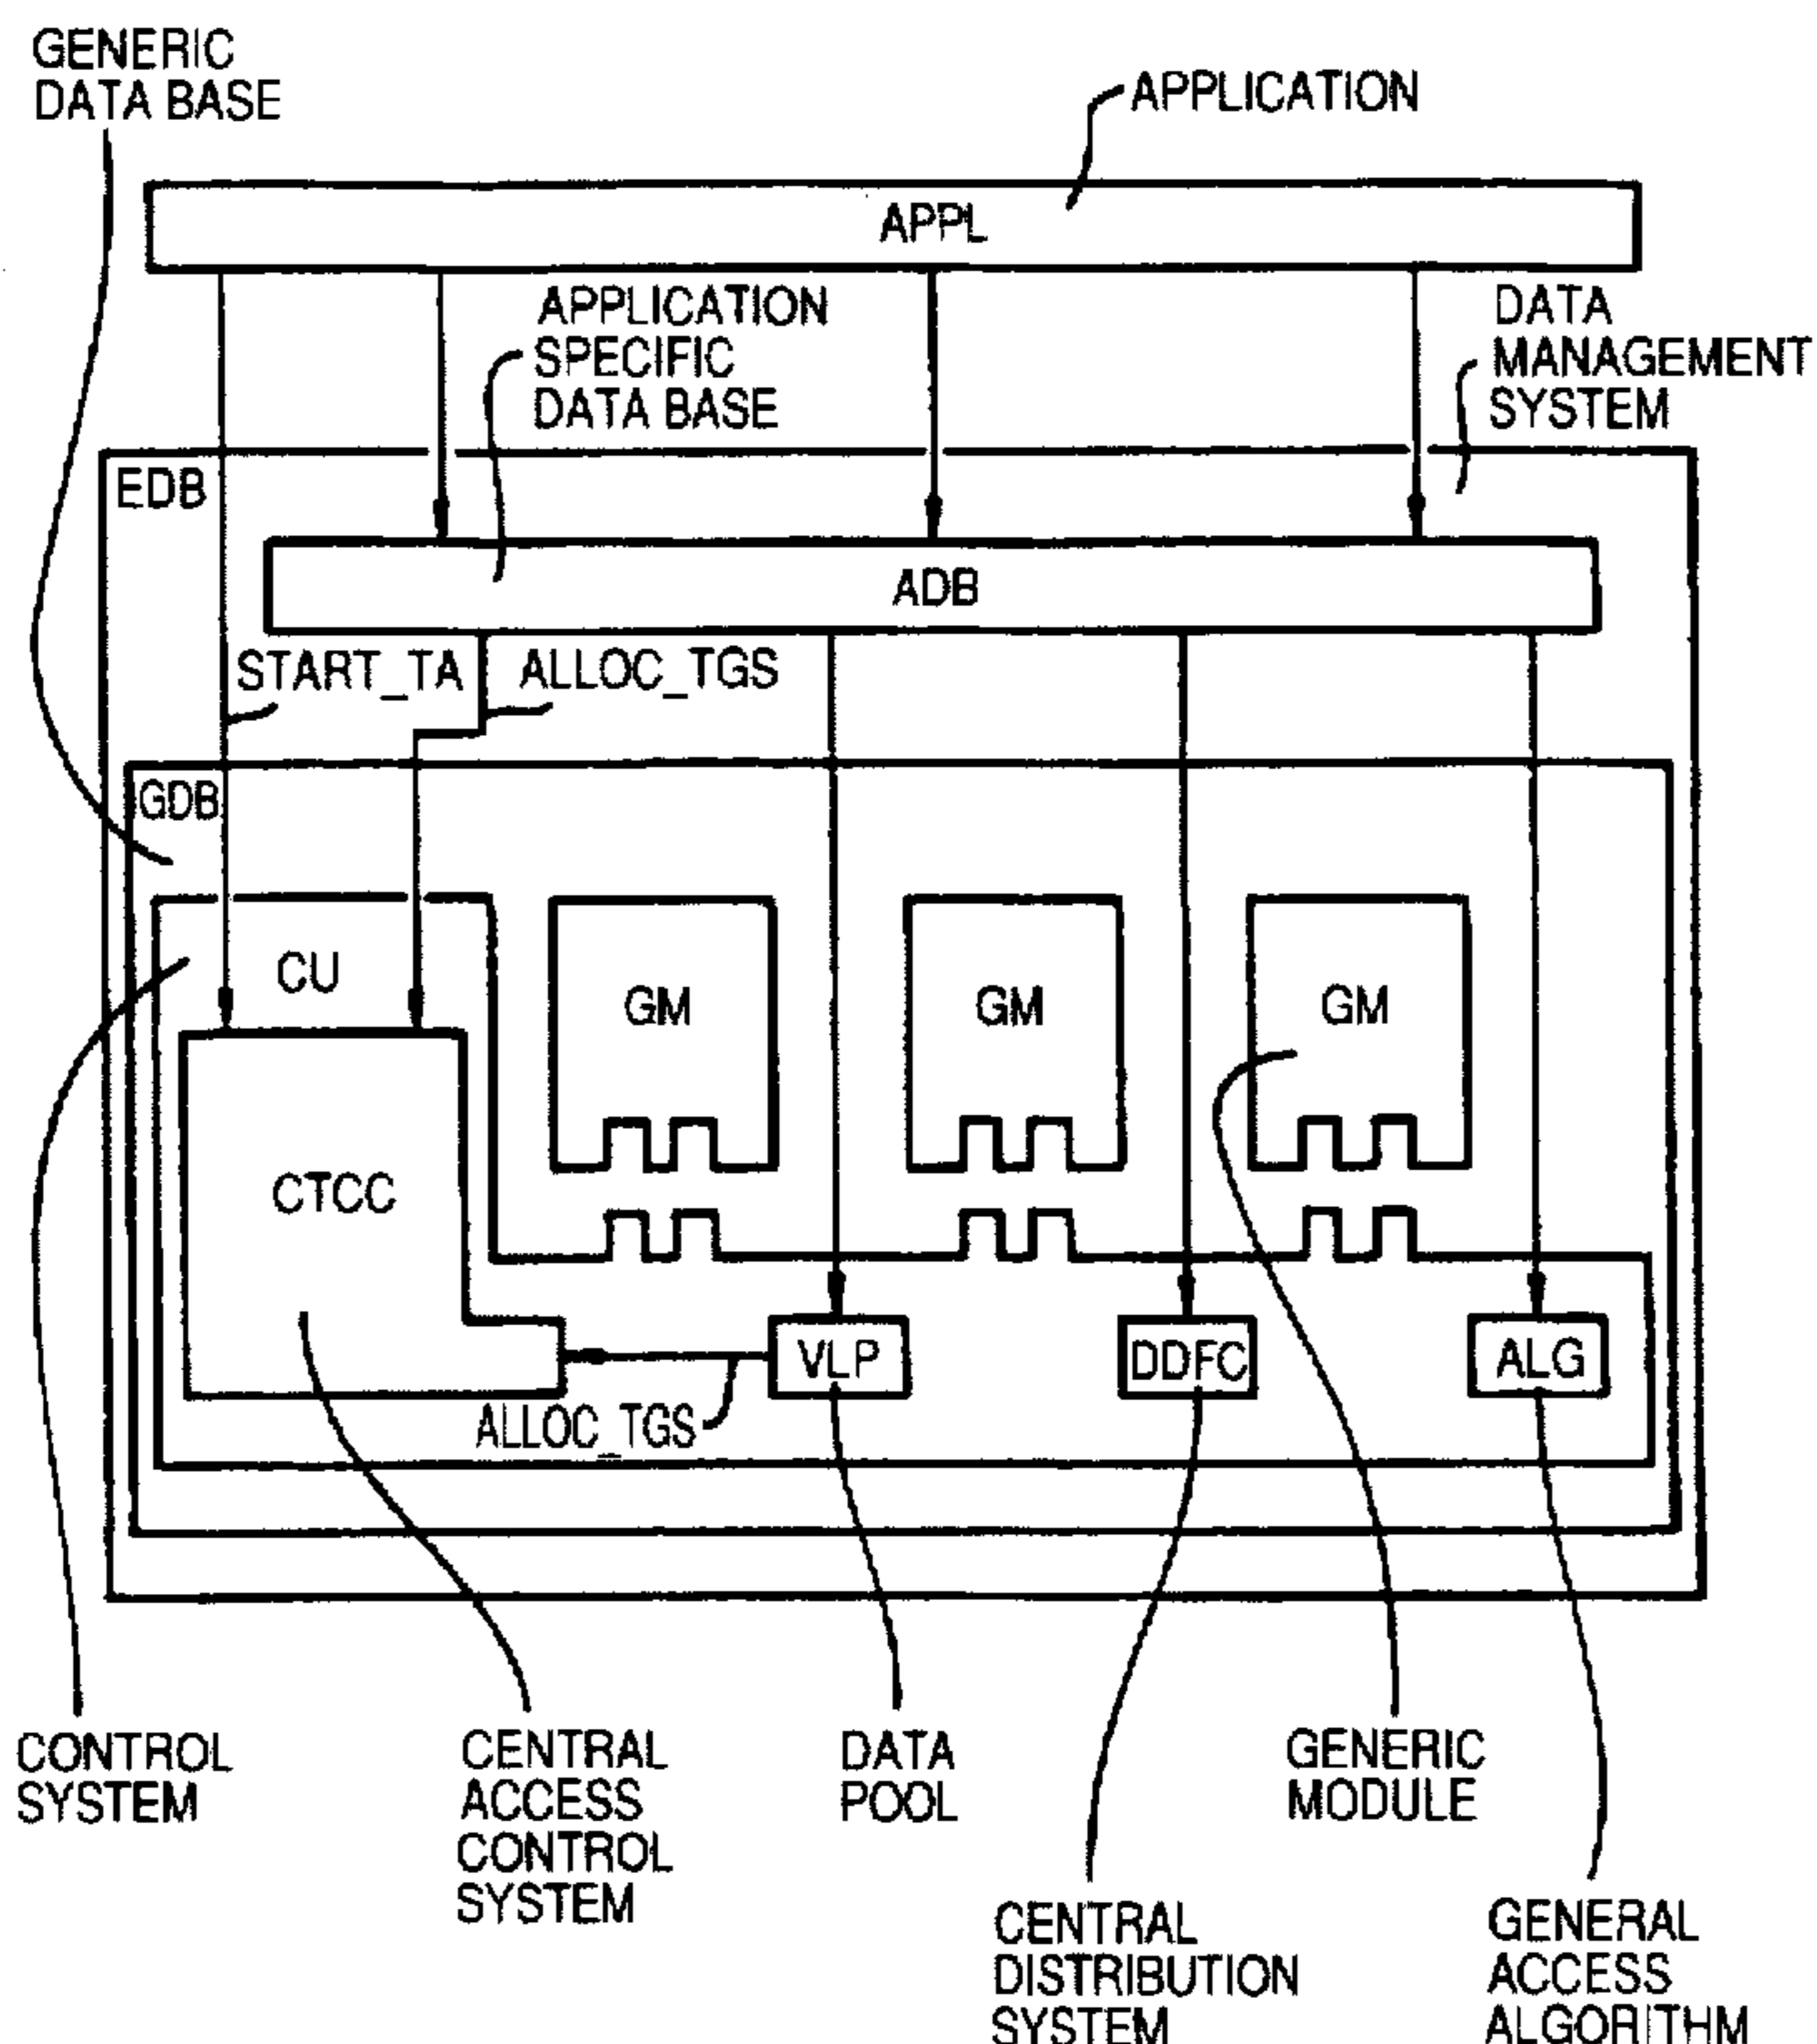 GENERIC
DATA BASE
APPLICATION
APPL
APPLICATION
SPECIFIC
DATA BASE
DATA
MANAGEMENT
SYSTEM
EDB
ADB
START_TA
ALLOC_TGS
GDB
CU
GM
GM
GM
CTCC
VLP
DDFC
ALG
ALLOC_TGS
CONTROL
SYSTEM
CENTRAL
ACCESS
CONTROL
SYSTEM
DATA
POOL
GENERIC
MODULE
CENTRAL
DISTRIBUTION
SYSTEM
GENERAL
ACCESS
ALGORITHM